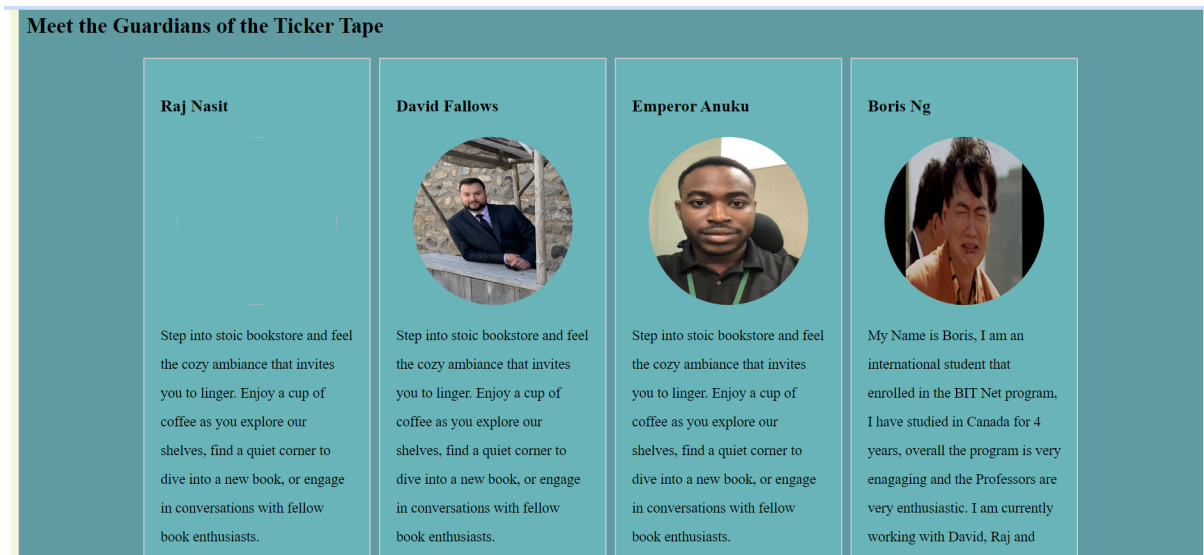 Meet the Guardians of the Ticker Tape
Raj Nasit
Step into stoic bookstore and feel
the cozy ambiance that invites
you to linger. Enjoy a cup of
coffee as you explore our
shelves, find a quiet corner to
dive into a new book, or engage
in conversations with fellow
book enthusiasts.
David Fallows
Step into stoic bookstore and feel
the cozy ambiance that invites
you to linger. Enjoy a cup of
coffee as you explore our
shelves, find a quiet corner to
dive into a new book, or engage
in conversations with fellow
book enthusiasts.
Emperor Anuku
Step into stoic bookstore and feel
the cozy ambiance that invites
you to linger. Enjoy a cup of
coffee as you explore our
shelves, find a quiet corner to
dive into a new book, or engage
in conversations with fellow
book enthusiasts.
Boris Ng
My Name is Boris, I am an
international student that
enrolled in the BIT Net program,
I have studied in Canada for 4
years, overall the program is very
enagaging and the Professors are
very enthusiastic. I am currently
working with David, Raj and